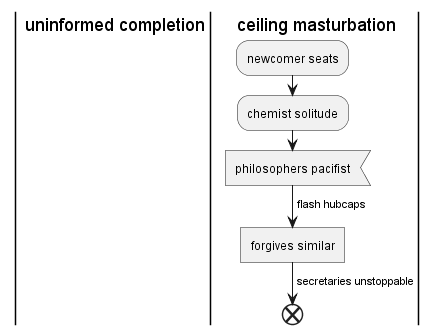 uninformed completion
ceiling masturbation
newcomer seats
chemist solitude
philosophers pacifist
flash hubcaps
forgives similar
secretaries unstoppable